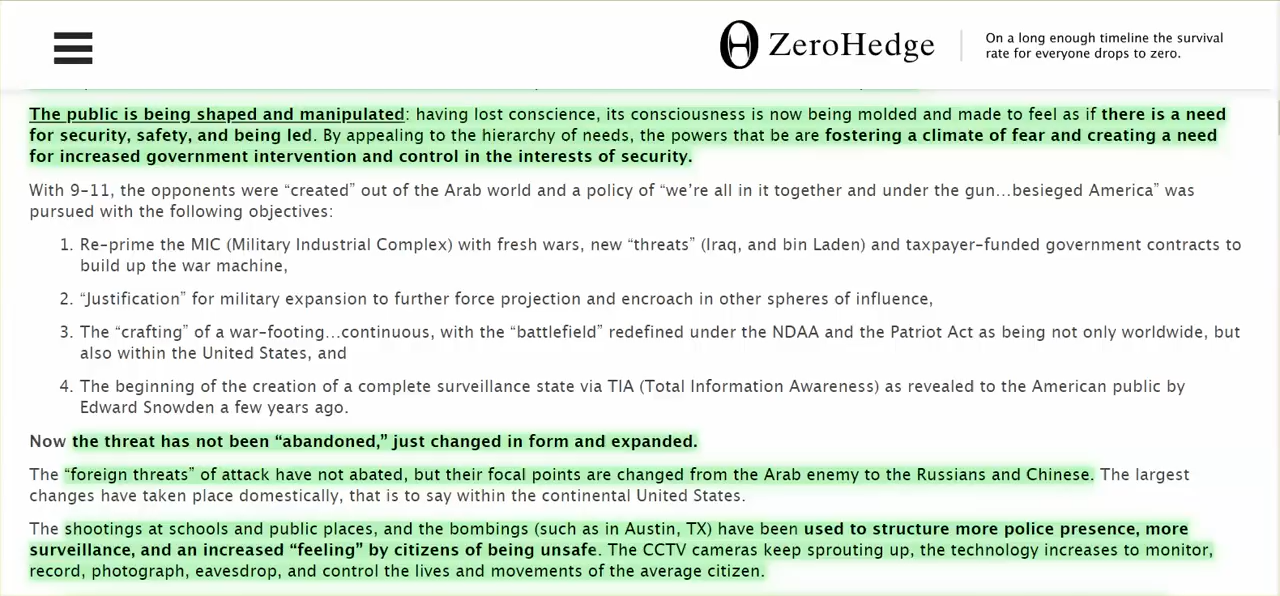 ZeroHedge
On a long enough timeline the survival
rate for everyone drops to zero.
The public is being shaped and manipulated: having lost conscience, its consciousness is now being molded and made to feel as if there is a need
for security, safety, and being led. By appealing to the hierarchy of needs, the powers that be are fostering a climate of fear and creating a need
for increased government intervention and control in the interests of security.
With 9-11, the opponents were “created” out of the Arab world and a policy of “we’re all in it together and under the gun…besieged America” was
pursued with the following objectives:
1. Re-prime the MIC (Military Industrial Complex) with fresh wars, new “threats” (Iraq, and bin Laden) and taxpayer-funded government contracts to
build up the war machine,
2. “Justification” for military expansion to further force projection and encroach in other spheres of influence,
3. The “crafting” of a war-footing…continuous, with the “battlefield” redefined under the NDAA and the Patriot Act as being not only worldwide, but
also within the United States, and
4. The beginning of the creation of a complete surveillance state via TIA (Total Information Awareness) as revealed to the American public by
Edward Snowden a few years ago.
Now the threat has not been “abandoned,” just changed in form and expanded.
The “foreign threats” of attack have not abated, but their focal points are changed from the Arab enemy to the Russians and Chinese. The largest
changes have taken place domestically, that is to say within the continental United States.
The shootings at schools and public places, and the bombings (such as in Austin, TX) have been used to structure more police presence, more
surveillance, and an increased “feeling” by citizens of being unsafe. The CCTV cameras keep sprouting up, the technology increases to monitor,
record, photograph, eavesdrop, and control the lives and movements of the average citizen.